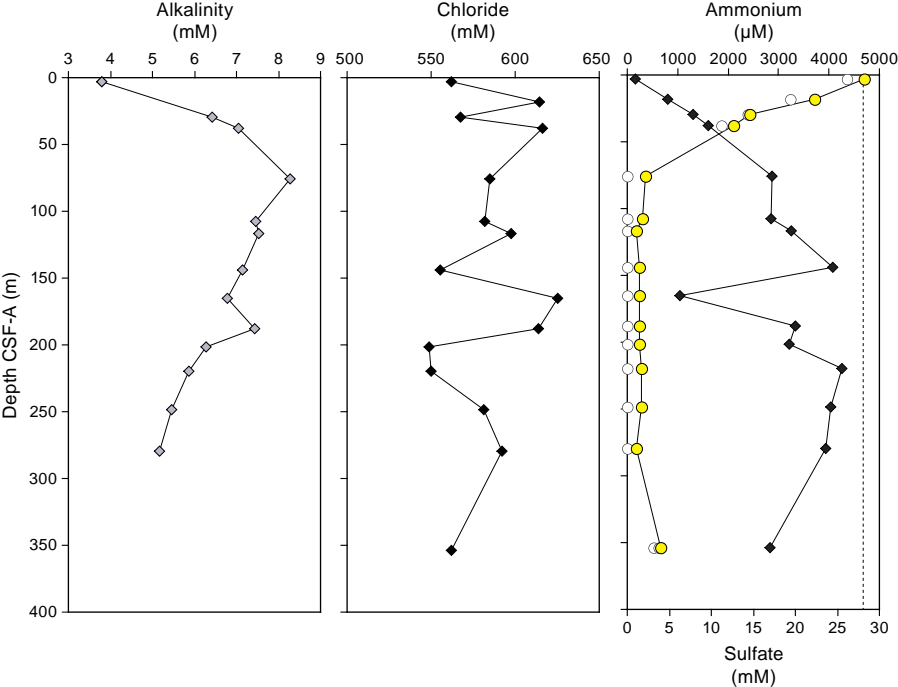 Alkalinity
(mM)
Chloride
(mM)
Ammonium
(µM)
3 4 5 6 7 8 9
500 550 600 650
0 1000 2000 3000 4000 5000
0
50
100
150
200
250
300
350
400
Depth CSF-A (m)
0 5 10 15 20 25 30
Sulfate
(mM)